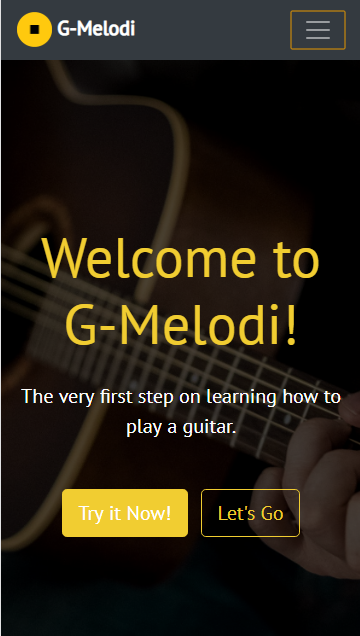 G-Melodi
Welcome to
G-Melodi!
The very first step on learning how to
play a guitar.
Try it Now!
Let's Go